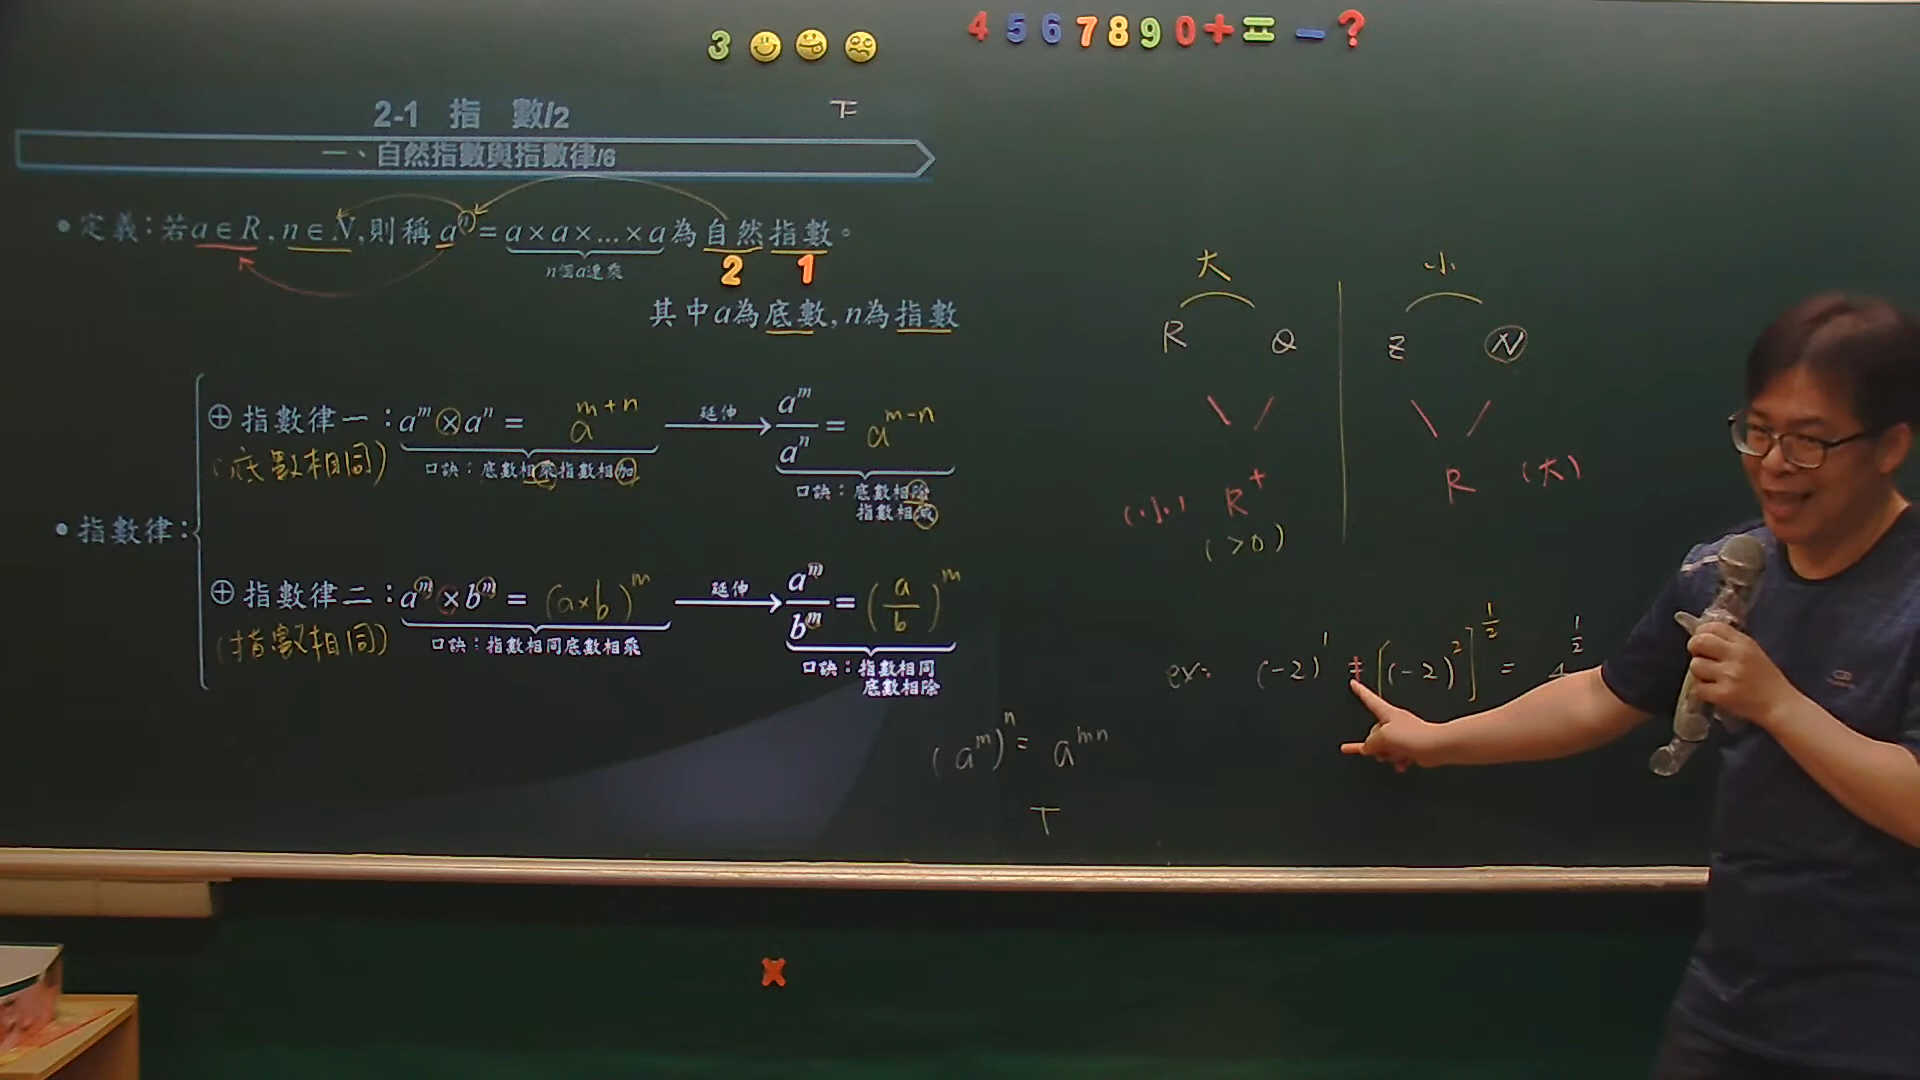 3
4 5 6 7 8 9 0 + = − ?
2-1 指 數/2
下
一、自然指數與指數律/6
• 定義：若a∈R,n∈N,則稱 aⁿ = a×a×...×a 為自然指數。
n個a連乘
2 1
其中a為底數,n為指數
• 指數律：
⊕ 指數律一：aᵐ×aⁿ = aᵐ⁺ⁿ
延伸
aᵐ/aⁿ = aᵐ⁻ⁿ
(底數相同)
口訣：底數相乘指數相加
口訣：底數相除
指數相減
⊕ 指數律二：aᵐ×bᵐ = (a×b)ᵐ
延伸
aᵐ/bᵐ = (a/b)ᵐ
(指數相同)
口訣：指數相同底數相乘
口訣：指數相同
底數相除
(aᵐ)ⁿ = aᵐⁿ
T
大
R Q
(小) R⁺
(>0)
小
Z N
R (大)
ex: (-2)¹ ≠ [(-2)²]^(1/2) = 4^(1/2)
x